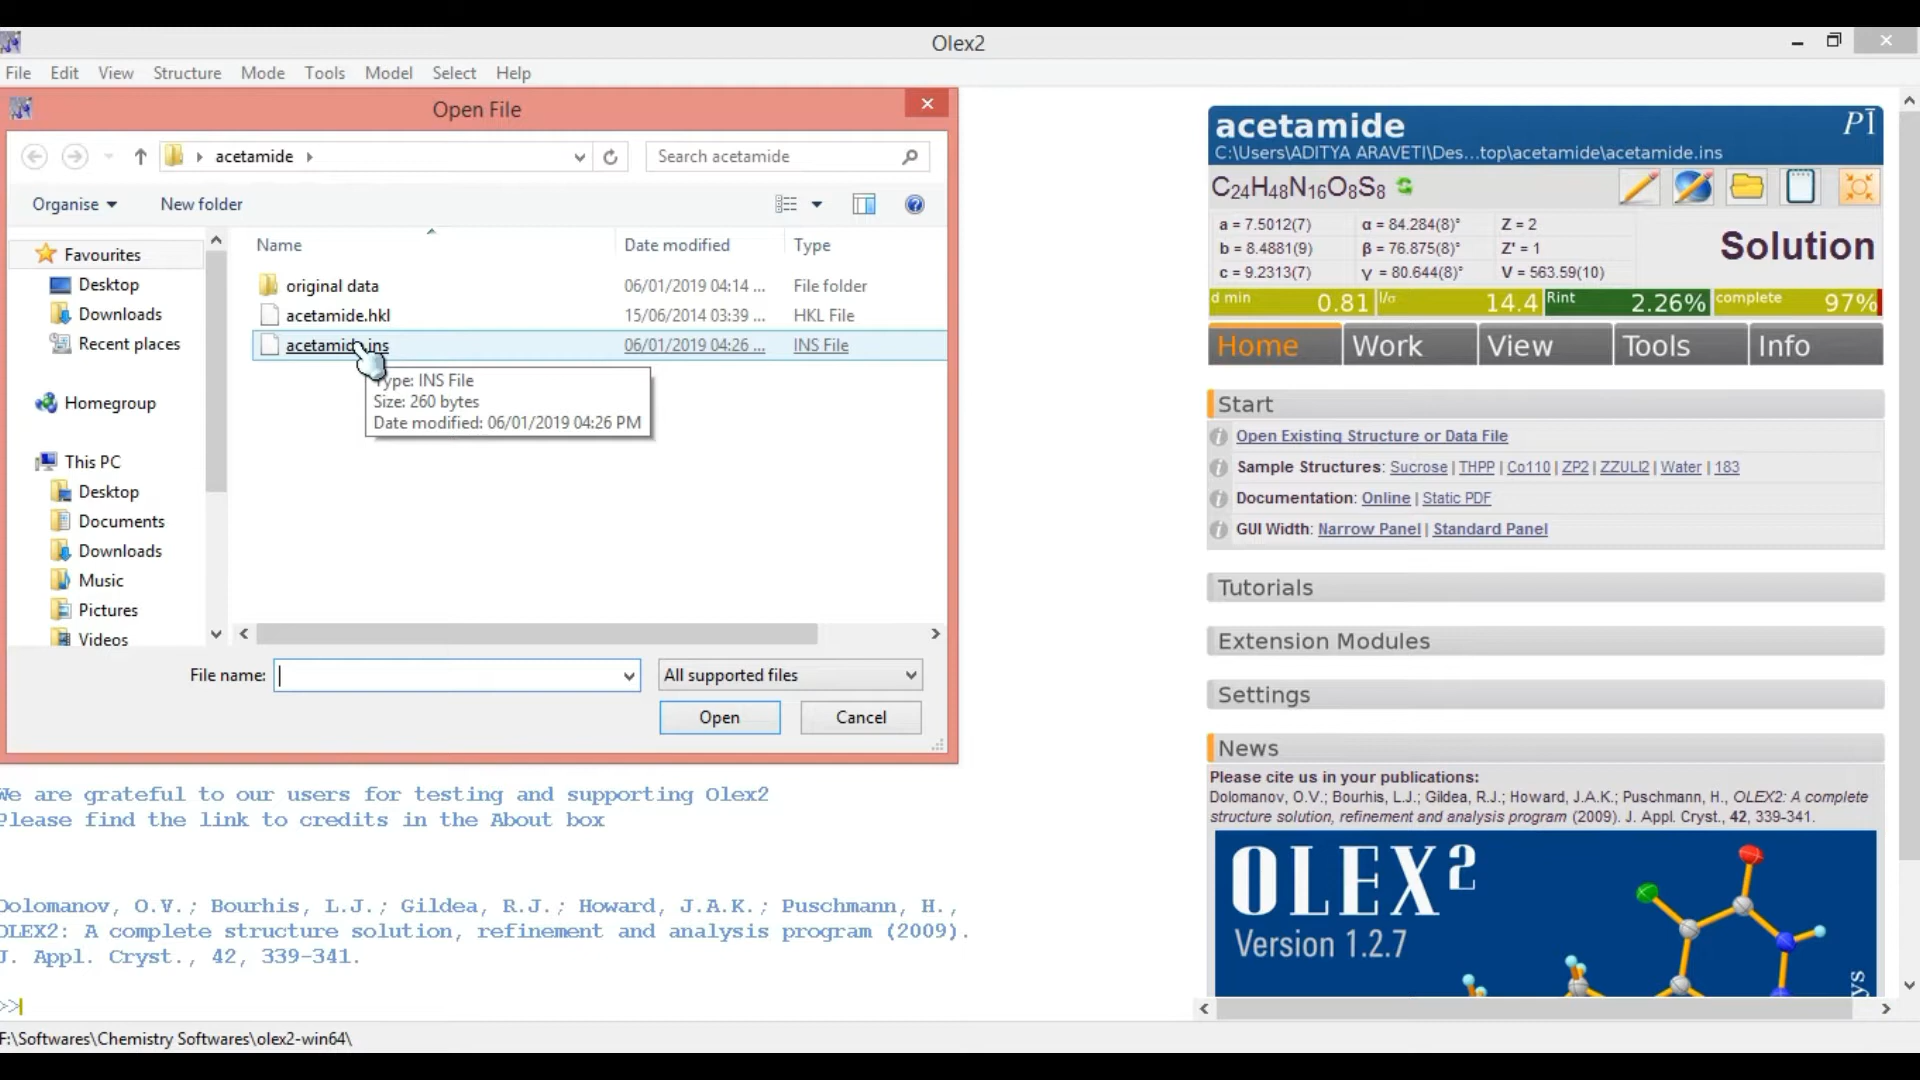 Olex2
File Edit View Structure Mode Tools Model Select Help
Open File
acetamide
Search acetamide
Organise
New folder
Name Date modified Type
Favourites
Desktop
Downloads
Recent places
Homegroup
This PC
Desktop
Documents
Downloads
Music
Pictures
Videos
original data 06/01/2019 04:14 ... File folder
acetamide.hkl 15/06/2014 03:39 ... HKL File
acetamide.ins 06/01/2019 04:26 ... INS File
Type: INS File
Size: 260 bytes
Date modified: 06/01/2019 04:26 PM
File name:
All supported files
Open Cancel
We are grateful to our users for testing and supporting Olex2
Please find the link to credits in the About box
Dolomanov, O.V.; Bourhis, L.J.; Gildea, R.J.; Howard, J.A.K.; Puschmann, H.,
OLEX2: A complete structure solution, refinement and analysis program (2009).
J. Appl. Cryst., 42, 339-341.
>>
F:\Softwares\Chemistry Softwares\olex2-win64\
acetamide P1̄
C:\Users\ADITYA ARAVETI\Des...top\acetamide\acetamide.ins
C₂₄H₄₈N₁₆O₈S₈
a = 7.5012(7) α = 84.284(8)° Z = 2
b = 8.4881(9) β = 76.875(8)° Z' = 1
c = 9.2313(7) γ = 80.644(8)° V = 563.59(10)
Solution
d min 0.81 I/σ 14.4 Rint 2.26% complete 97%
Home Work View Tools Info
Start
Open Existing Structure or Data File
Sample Structures: Sucrose | THPP | Co110 | ZP2 | ZZULI2 | Water | 183
Documentation: Online | Static PDF
GUI Width: Narrow Panel | Standard Panel
Tutorials
Extension Modules
Settings
News
Please cite us in your publications:
Dolomanov, O.V.; Bourhis, L.J.; Gildea, R.J.; Howard, J.A.K.; Puschmann, H., OLEX2: A complete
structure solution, refinement and analysis program (2009). J. Appl. Cryst., 42, 339-341.
OLEX²
Version 1.2.7